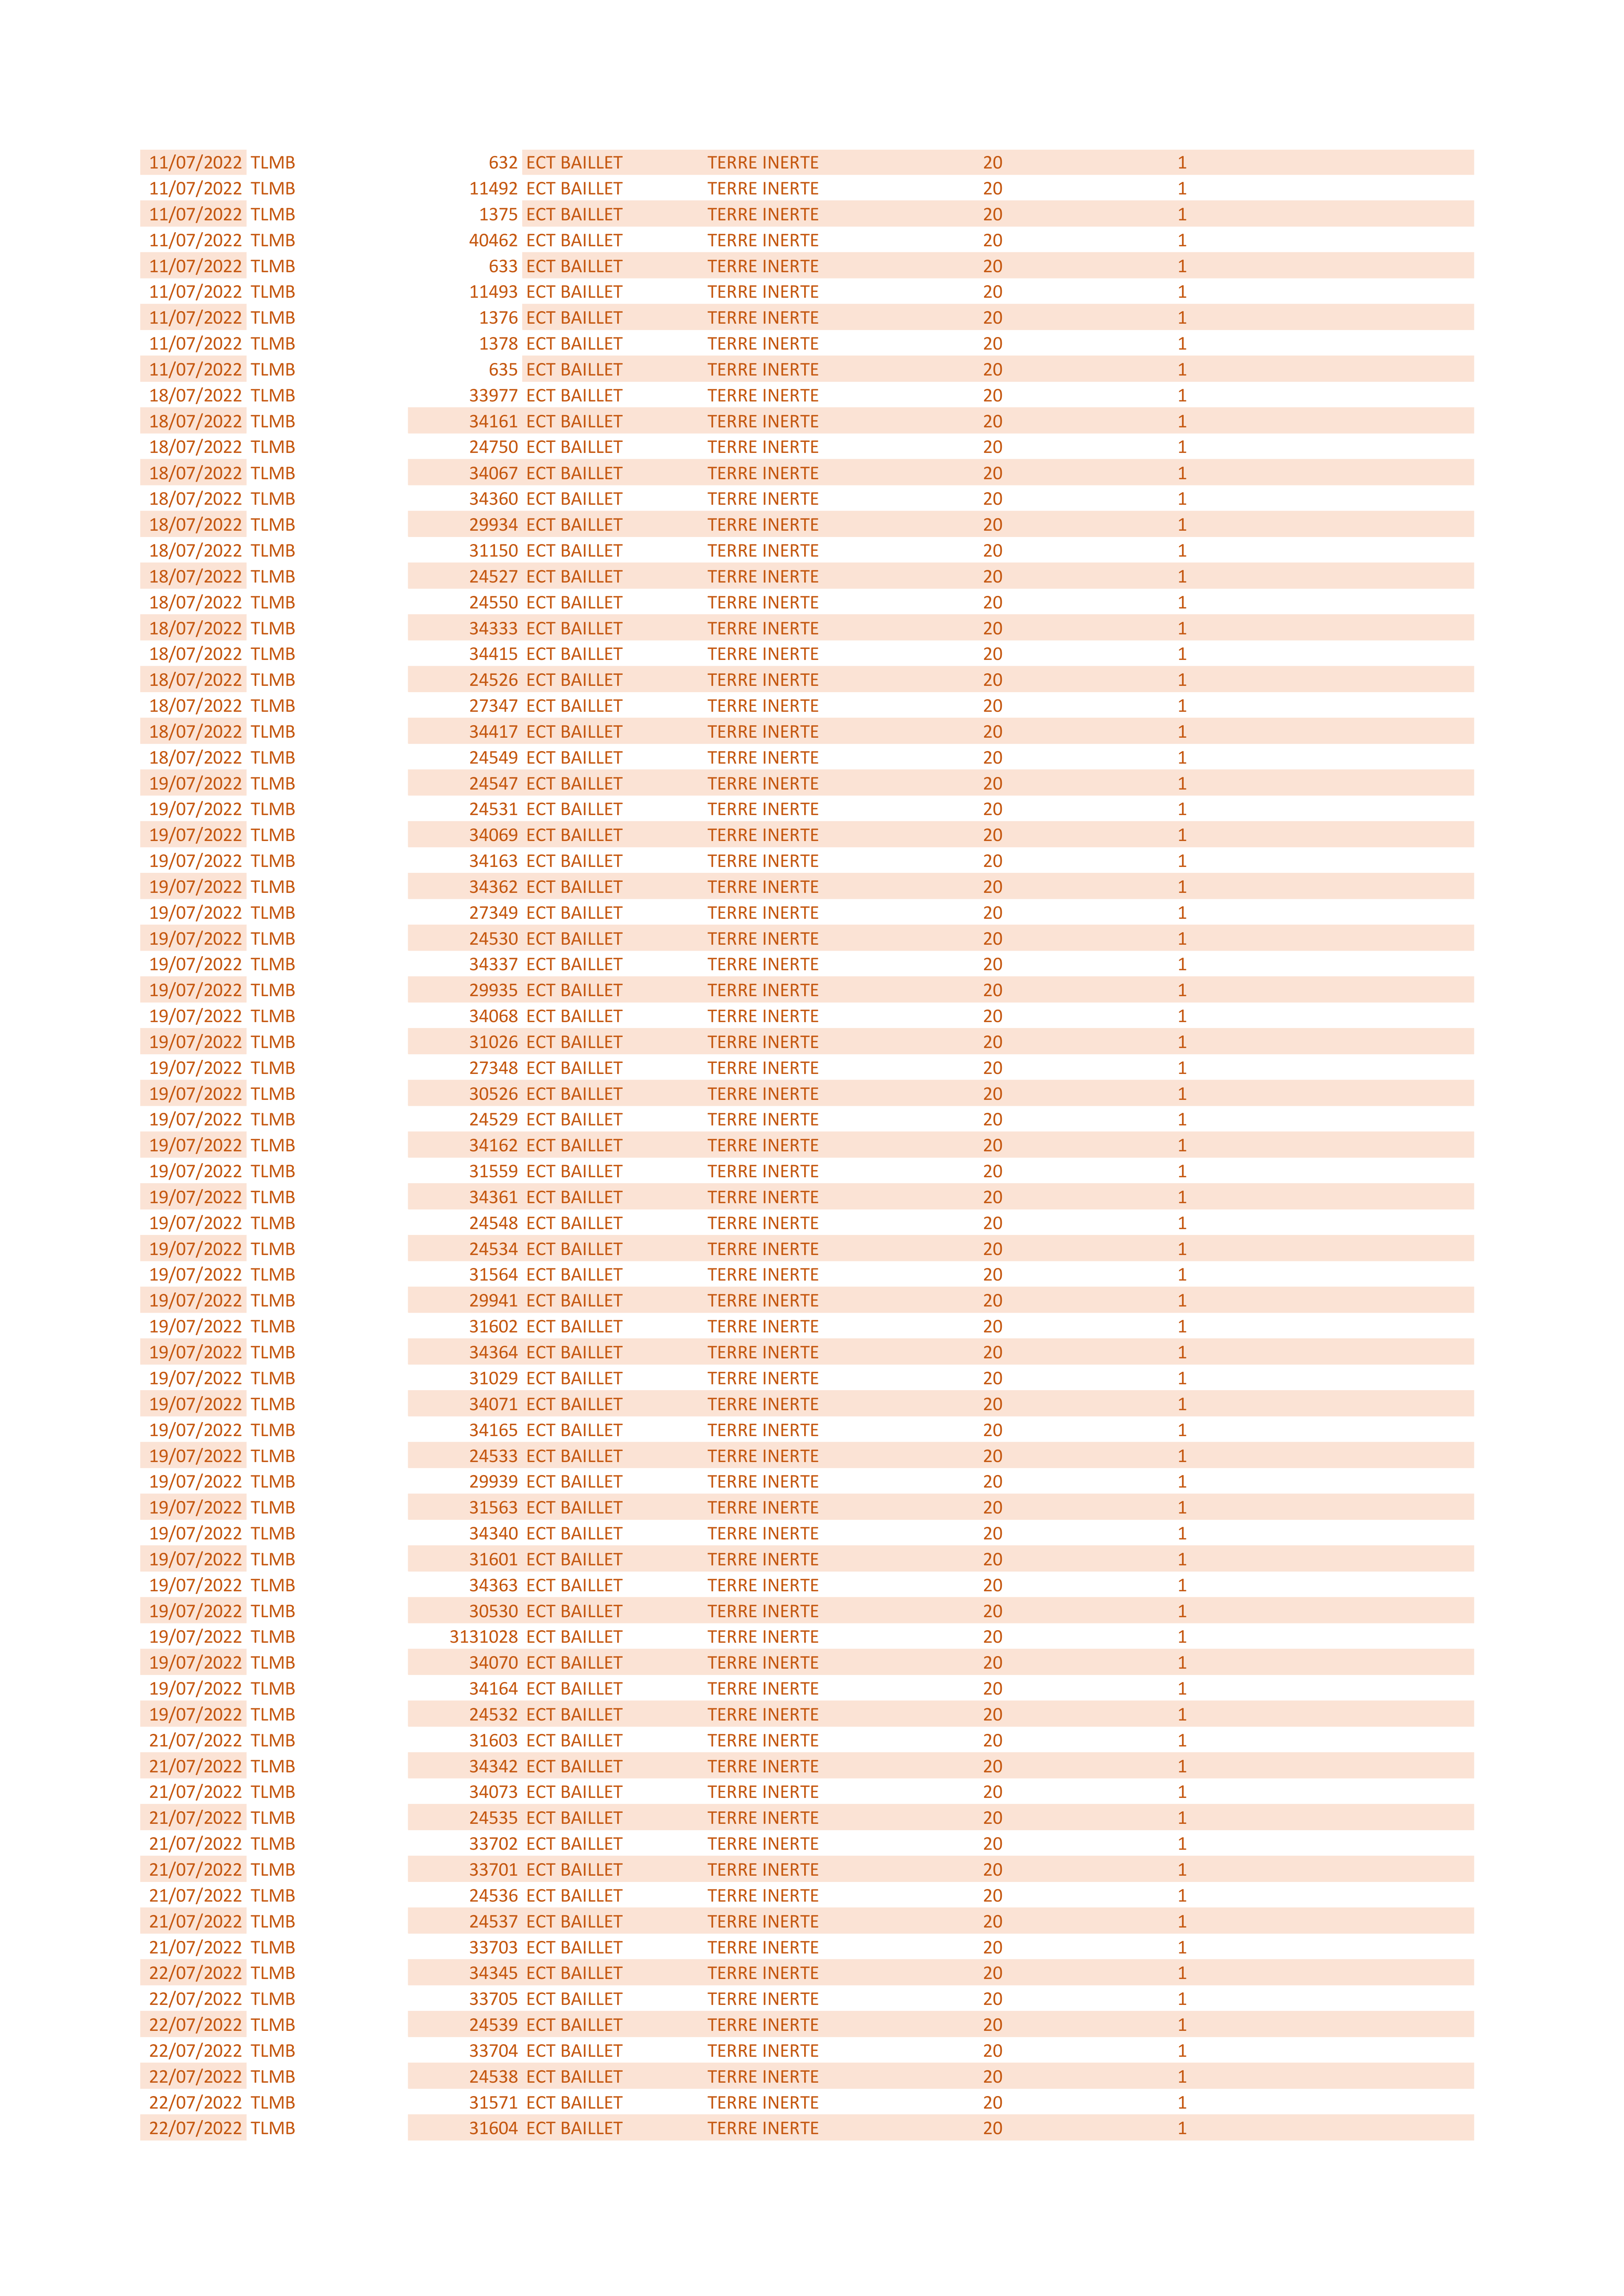 11/07/2022 TLMB 632 ECT BAILLET TERRE INERTE 20 1
11/07/2022 TLMB 11492 ECT BAILLET TERRE INERTE 20 1
11/07/2022 TLMB 1375 ECT BAILLET TERRE INERTE 20 1
11/07/2022 TLMB 40462 ECT BAILLET TERRE INERTE 20 1
11/07/2022 TLMB 633 ECT BAILLET TERRE INERTE 20 1
11/07/2022 TLMB 11493 ECT BAILLET TERRE INERTE 20 1
11/07/2022 TLMB 1376 ECT BAILLET TERRE INERTE 20 1
11/07/2022 TLMB 1378 ECT BAILLET TERRE INERTE 20 1
11/07/2022 TLMB 635 ECT BAILLET TERRE INERTE 20 1
18/07/2022 TLMB 33977 ECT BAILLET TERRE INERTE 20 1
18/07/2022 TLMB 34161 ECT BAILLET TERRE INERTE 20 1
18/07/2022 TLMB 24750 ECT BAILLET TERRE INERTE 20 1
18/07/2022 TLMB 34067 ECT BAILLET TERRE INERTE 20 1
18/07/2022 TLMB 34360 ECT BAILLET TERRE INERTE 20 1
18/07/2022 TLMB 29934 ECT BAILLET TERRE INERTE 20 1
18/07/2022 TLMB 31150 ECT BAILLET TERRE INERTE 20 1
18/07/2022 TLMB 24527 ECT BAILLET TERRE INERTE 20 1
18/07/2022 TLMB 24550 ECT BAILLET TERRE INERTE 20 1
18/07/2022 TLMB 34333 ECT BAILLET TERRE INERTE 20 1
18/07/2022 TLMB 34415 ECT BAILLET TERRE INERTE 20 1
18/07/2022 TLMB 24526 ECT BAILLET TERRE INERTE 20 1
18/07/2022 TLMB 27347 ECT BAILLET TERRE INERTE 20 1
18/07/2022 TLMB 34417 ECT BAILLET TERRE INERTE 20 1
18/07/2022 TLMB 24549 ECT BAILLET TERRE INERTE 20 1
19/07/2022 TLMB 24547 ECT BAILLET TERRE INERTE 20 1
19/07/2022 TLMB 24531 ECT BAILLET TERRE INERTE 20 1
19/07/2022 TLMB 34069 ECT BAILLET TERRE INERTE 20 1
19/07/2022 TLMB 34163 ECT BAILLET TERRE INERTE 20 1
19/07/2022 TLMB 34362 ECT BAILLET TERRE INERTE 20 1
19/07/2022 TLMB 27349 ECT BAILLET TERRE INERTE 20 1
19/07/2022 TLMB 24530 ECT BAILLET TERRE INERTE 20 1
19/07/2022 TLMB 34337 ECT BAILLET TERRE INERTE 20 1
19/07/2022 TLMB 29935 ECT BAILLET TERRE INERTE 20 1
19/07/2022 TLMB 34068 ECT BAILLET TERRE INERTE 20 1
19/07/2022 TLMB 31026 ECT BAILLET TERRE INERTE 20 1
19/07/2022 TLMB 27348 ECT BAILLET TERRE INERTE 20 1
19/07/2022 TLMB 30526 ECT BAILLET TERRE INERTE 20 1
19/07/2022 TLMB 24529 ECT BAILLET TERRE INERTE 20 1
19/07/2022 TLMB 34162 ECT BAILLET TERRE INERTE 20 1
19/07/2022 TLMB 31559 ECT BAILLET TERRE INERTE 20 1
19/07/2022 TLMB 34361 ECT BAILLET TERRE INERTE 20 1
19/07/2022 TLMB 24548 ECT BAILLET TERRE INERTE 20 1
19/07/2022 TLMB 24534 ECT BAILLET TERRE INERTE 20 1
19/07/2022 TLMB 31564 ECT BAILLET TERRE INERTE 20 1
19/07/2022 TLMB 29941 ECT BAILLET TERRE INERTE 20 1
19/07/2022 TLMB 31602 ECT BAILLET TERRE INERTE 20 1
19/07/2022 TLMB 34364 ECT BAILLET TERRE INERTE 20 1
19/07/2022 TLMB 31029 ECT BAILLET TERRE INERTE 20 1
19/07/2022 TLMB 34071 ECT BAILLET TERRE INERTE 20 1
19/07/2022 TLMB 34165 ECT BAILLET TERRE INERTE 20 1
19/07/2022 TLMB 24533 ECT BAILLET TERRE INERTE 20 1
19/07/2022 TLMB 29939 ECT BAILLET TERRE INERTE 20 1
19/07/2022 TLMB 31563 ECT BAILLET TERRE INERTE 20 1
19/07/2022 TLMB 34340 ECT BAILLET TERRE INERTE 20 1
19/07/2022 TLMB 31601 ECT BAILLET TERRE INERTE 20 1
19/07/2022 TLMB 34363 ECT BAILLET TERRE INERTE 20 1
19/07/2022 TLMB 30530 ECT BAILLET TERRE INERTE 20 1
19/07/2022 TLMB 3131028 ECT BAILLET TERRE INERTE 20 1
19/07/2022 TLMB 34070 ECT BAILLET TERRE INERTE 20 1
19/07/2022 TLMB 34164 ECT BAILLET TERRE INERTE 20 1
19/07/2022 TLMB 24532 ECT BAILLET TERRE INERTE 20 1
21/07/2022 TLMB 31603 ECT BAILLET TERRE INERTE 20 1
21/07/2022 TLMB 34342 ECT BAILLET TERRE INERTE 20 1
21/07/2022 TLMB 34073 ECT BAILLET TERRE INERTE 20 1
21/07/2022 TLMB 24535 ECT BAILLET TERRE INERTE 20 1
21/07/2022 TLMB 33702 ECT BAILLET TERRE INERTE 20 1
21/07/2022 TLMB 33701 ECT BAILLET TERRE INERTE 20 1
21/07/2022 TLMB 24536 ECT BAILLET TERRE INERTE 20 1
21/07/2022 TLMB 24537 ECT BAILLET TERRE INERTE 20 1
21/07/2022 TLMB 33703 ECT BAILLET TERRE INERTE 20 1
22/07/2022 TLMB 34345 ECT BAILLET TERRE INERTE 20 1
22/07/2022 TLMB 33705 ECT BAILLET TERRE INERTE 20 1
22/07/2022 TLMB 24539 ECT BAILLET TERRE INERTE 20 1
22/07/2022 TLMB 33704 ECT BAILLET TERRE INERTE 20 1
22/07/2022 TLMB 24538 ECT BAILLET TERRE INERTE 20 1
22/07/2022 TLMB 31571 ECT BAILLET TERRE INERTE 20 1
22/07/2022 TLMB 31604 ECT BAILLET TERRE INERTE 20 1